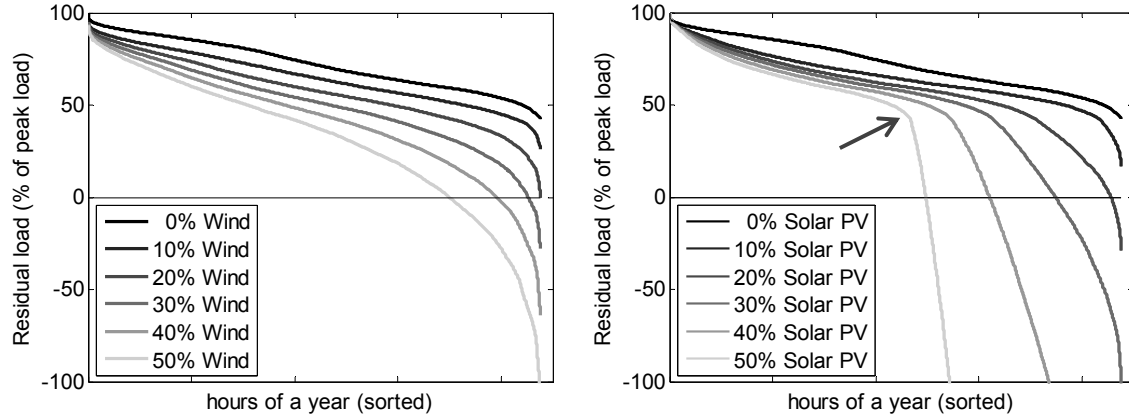 Residual load (% of peak load)
100
50
0
-50
-100
0% Wind
10% Wind
20% Wind
30% Wind
40% Wind
50% Wind
hours of a year (sorted)
Residual load (% of peak load)
100
50
0
-50
-100
0% Solar PV
10% Solar PV
20% Solar PV
30% Solar PV
40% Solar PV
50% Solar PV
hours of a year (sorted)